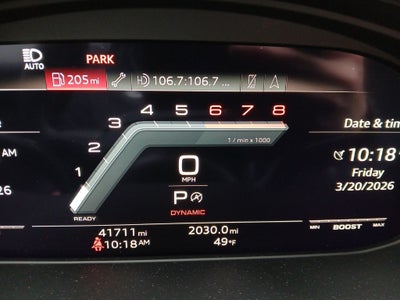 AUTO
PARK
205 mi
106.7:106.7 ...
1 2 3 4 5 6 7 8
1 / min x 1000
Date & tim
AM
26
0
MPH
P
DYNAMIC
READY
10:18
Friday
3/20/2026
MIN BOOST MAX
41711 mi
2030.0 mi
10:18 AM
49°F